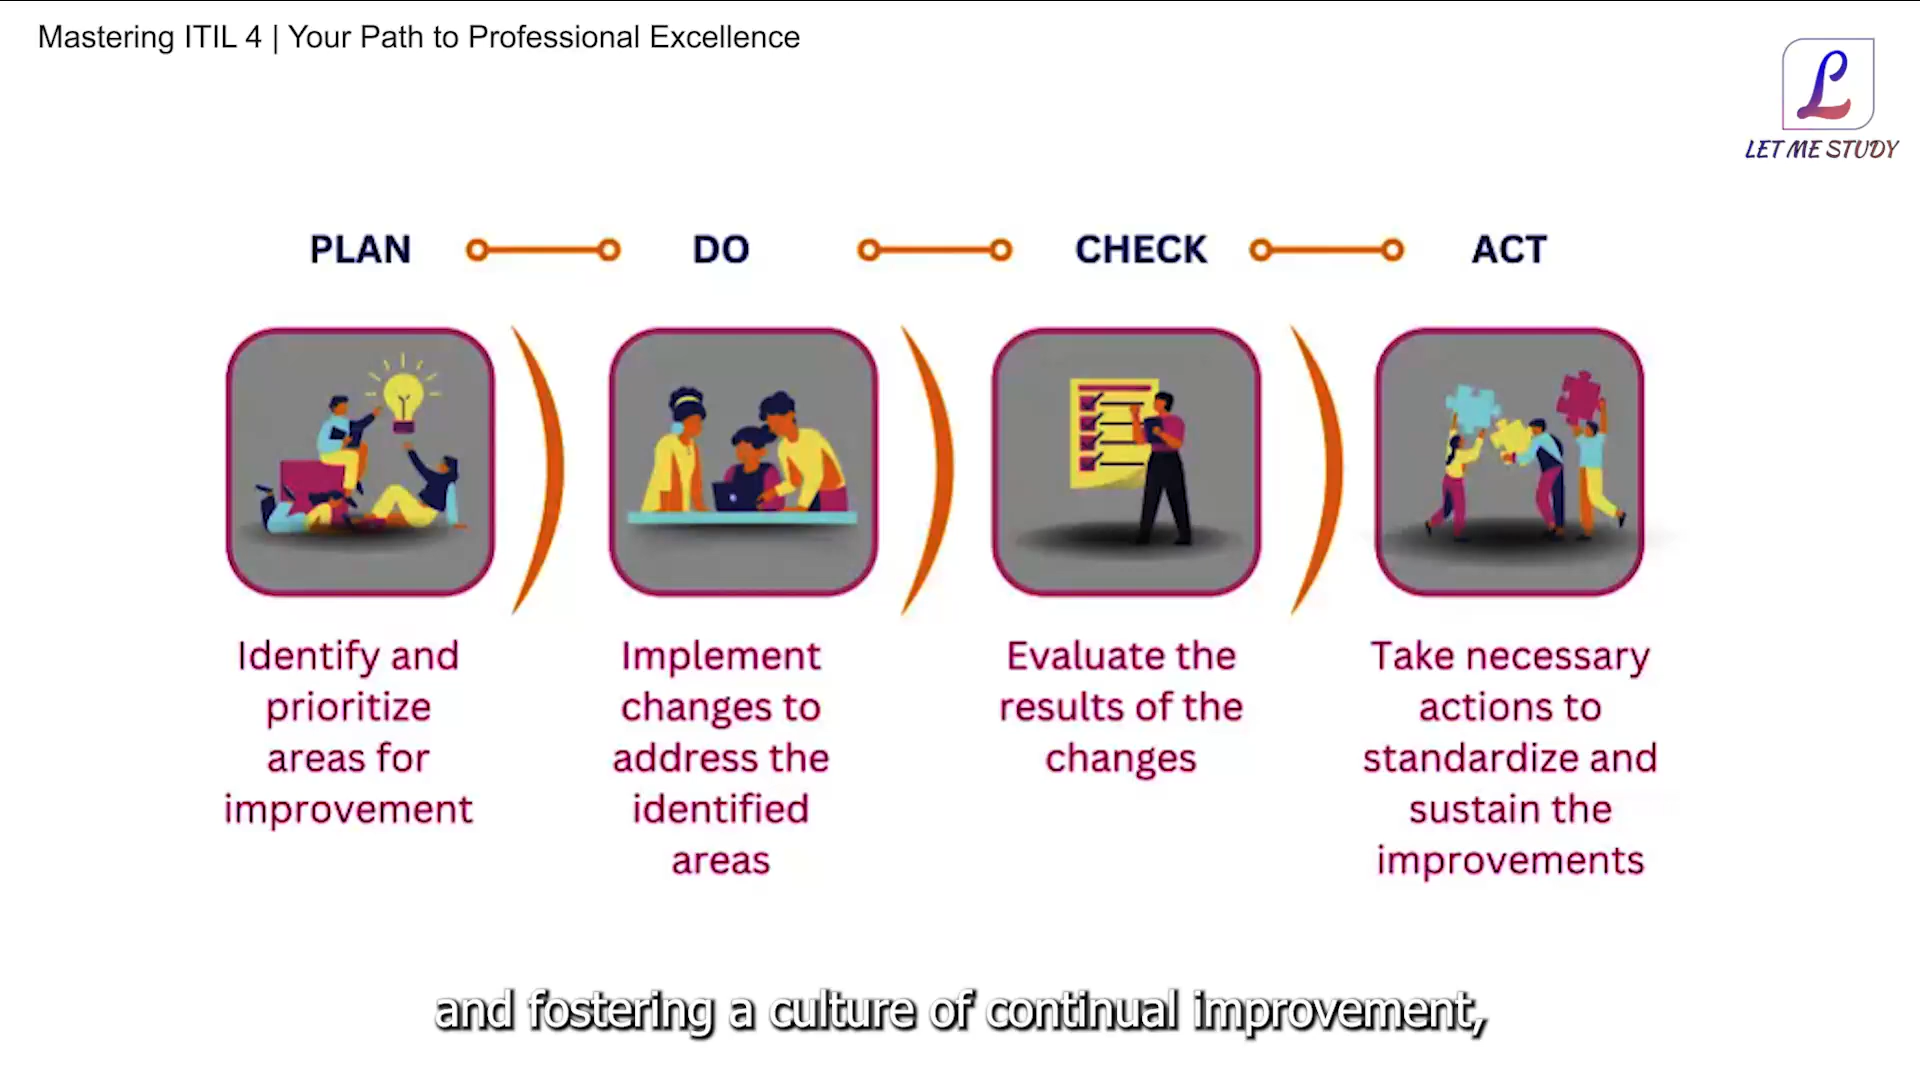 Mastering ITIL 4 | Your Path to Professional Excellence
L
LET ME STUDY
PLAN
DO
CHECK
ACT
Identify and
prioritize
areas for
improvement
Implement
changes to
address the
identified
areas
Evaluate the
results of the
changes
Take necessary
actions to
standardize and
sustain the
improvements
and fostering a culture of continual improvement,